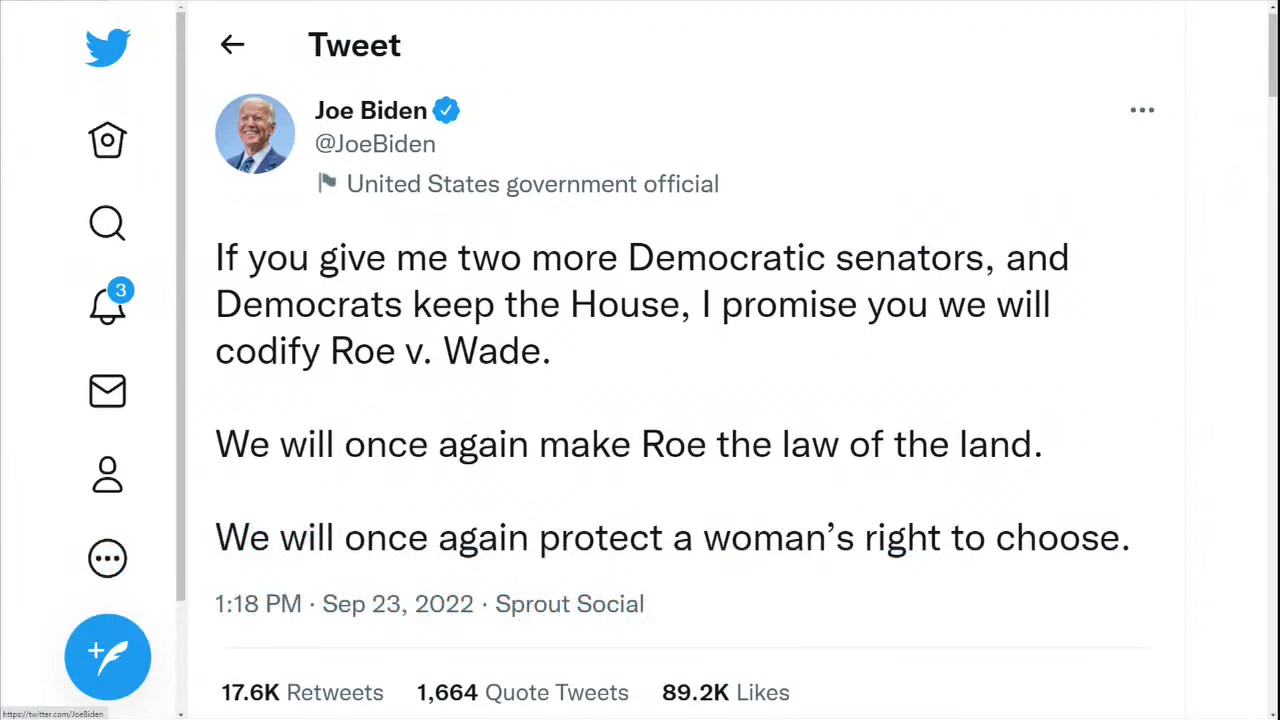 Tweet
Joe Biden
@JoeBiden
United States government official
3
If you give me two more Democratic senators, and
Democrats keep the House, I promise you we will
codify Roe v. Wade.
We will once again make Roe the law of the land.
We will once again protect a woman’s right to choose.
1:18 PM · Sep 23, 2022 · Sprout Social
17.6K Retweets 1,664 Quote Tweets 89.2K Likes
https://twitter.com/JoeBiden